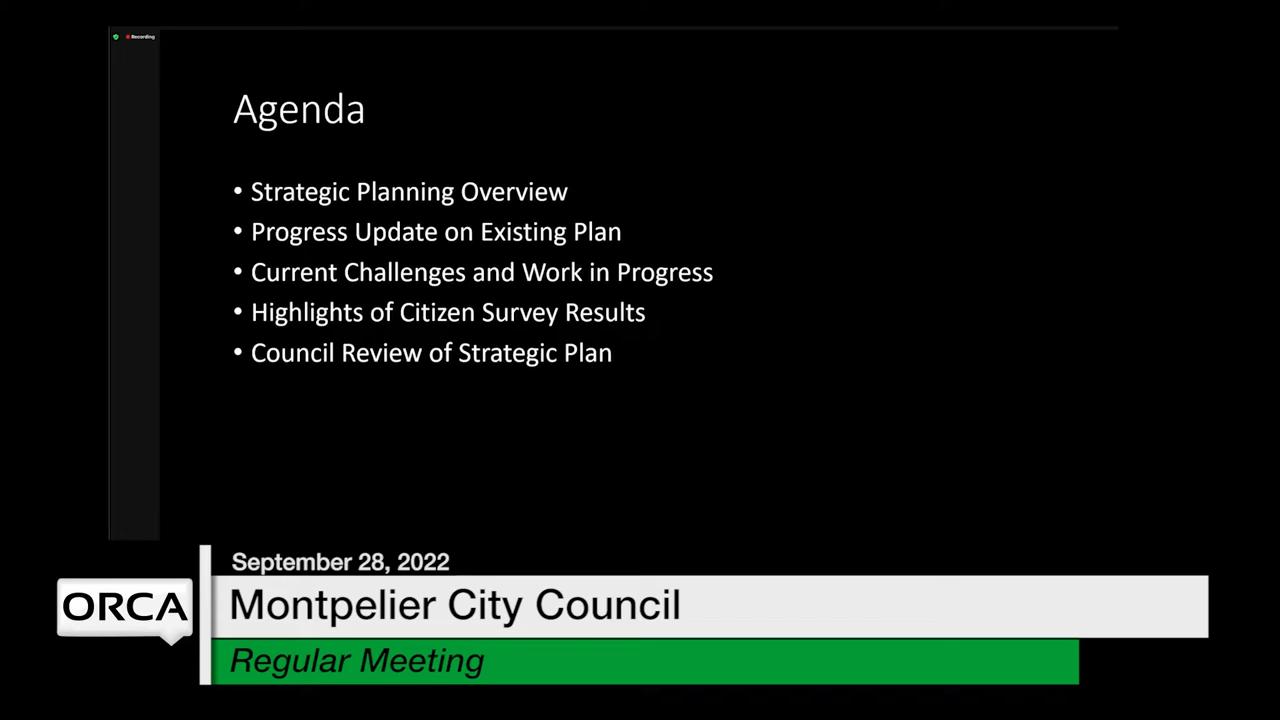 Recording
Agenda
• Strategic Planning Overview
• Progress Update on Existing Plan
• Current Challenges and Work in Progress
• Highlights of Citizen Survey Results
• Council Review of Strategic Plan
September 28, 2022
ORCA
Montpelier City Council
Regular Meeting